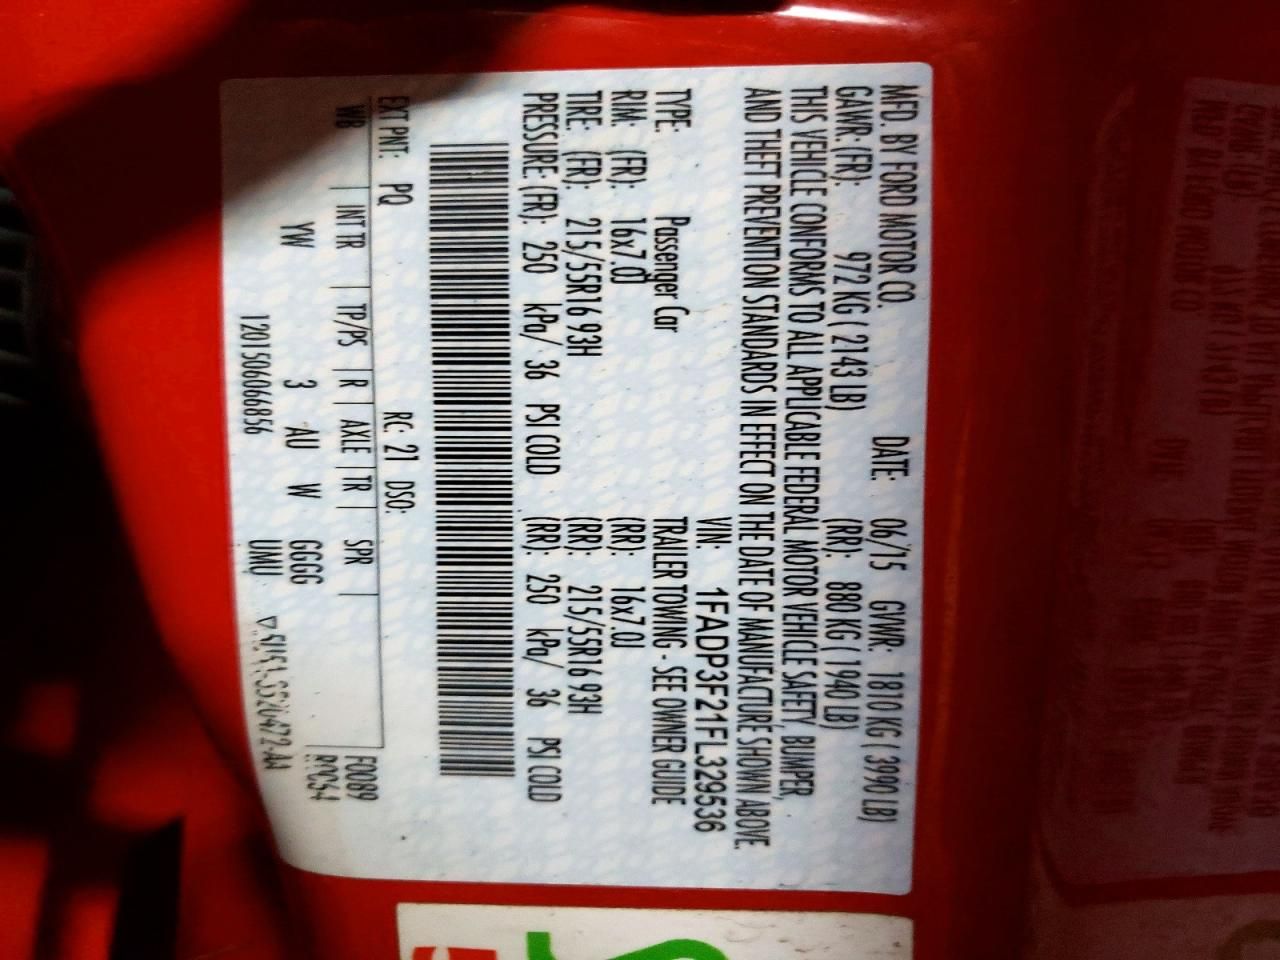 MFD. BY FORD MOTOR CO. DATE: 06/15 GVWR: 1810 KG ( 3990 LB)
GAWR: (FR): 972 KG ( 2143 LB) (RR): 880 KG ( 1940 LB)
THIS VEHICLE CONFORMS TO ALL APPLICABLE FEDERAL MOTOR VEHICLE SAFETY, BUMPER,
AND THEFT PREVENTION STANDARDS IN EFFECT ON THE DATE OF MANUFACTURE SHOWN ABOVE.
VIN: 1FADP3F21FL329536
TYPE: Passenger Car TRAILER TOWING - SEE OWNER GUIDE
RIM: (FR): 16x7.0J (RR): 16x7.0J
TIRE: (FR): 215/55R16 93H (RR): 215/55R16 93H
PRESSURE (FR): 250 kPa/ 36 PSI COLD (RR): 250 kPa/ 36 PSI COLD
EXT PNT: PQ RC: 21 DSO:
WB | INT TR | TP/PS | R | AXLE | TR | SPR F0089
YW 3 AU W GGGG
120150606 6856 UMU